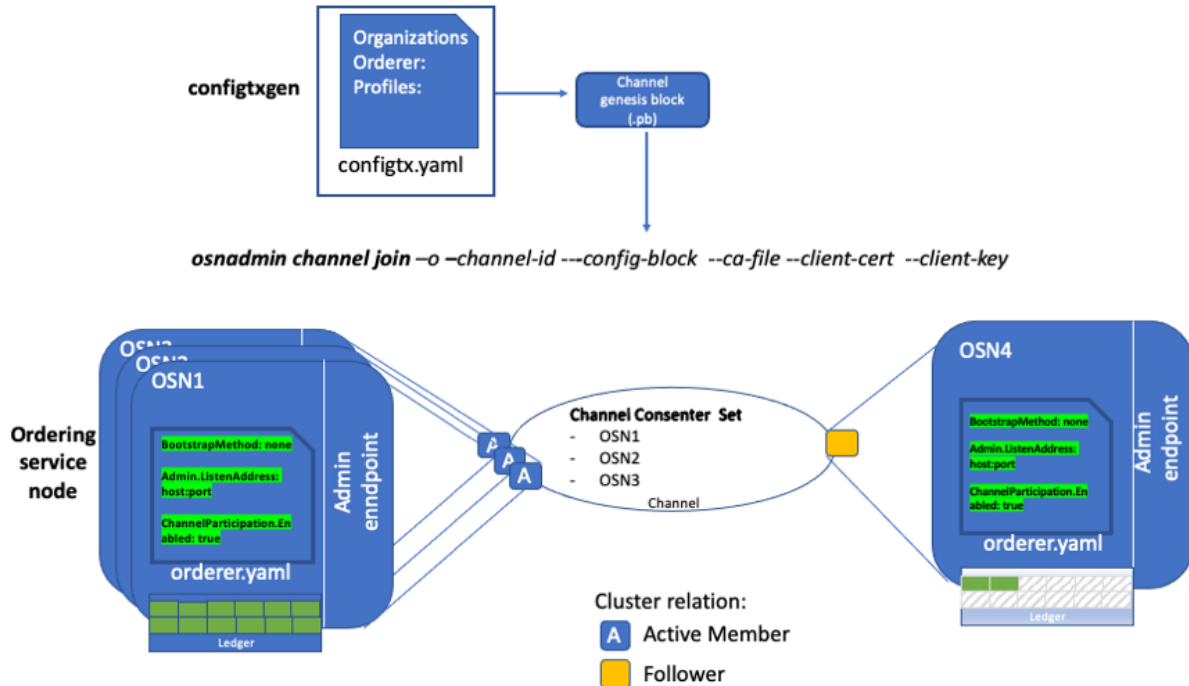 Organizations
Orderer:
Profiles:
configtxgen
configtx.yaml
Channel
genesis block
(.pb)
osnadmin channel join –o –channel-id ---config-block --ca-file --client-cert --client-key
OSN2
OSN1
BootstrapMethod: none
Admin.ListenAddress:
host:port
ChannelParticipation.En
abled: true
orderer.yaml
Admin
enndpoint
Ledger
Ordering
service
node
A
A
A
Channel Consenter Set
- OSN1
- OSN2
- OSN3
Channel
OSN4
BootstrapMethod: none
Admin.ListenAddress:
host:port
ChannelParticipation.En
abled: true
orderer.yaml
Admin
endpoint
Ledger
Cluster relation:
A Active Member
Follower